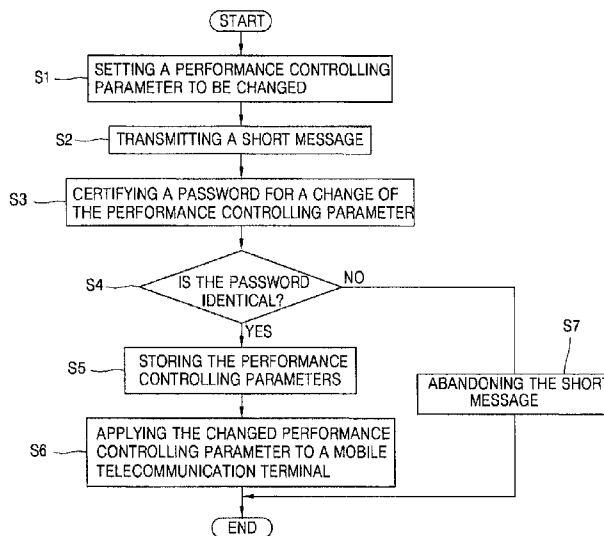 START
S1
SETTING A PERFORMANCE CONTROLLING
PARAMETER TO BE CHANGED
S2
TRANSMITTING A SHORT MESSAGE
S3
CERTIFYING A PASSWORD FOR A CHANGE OF
THE PERFORMANCE CONTROLLING PARAMETER
S4
IS THE PASSWORD
IDENTICAL?
NO
YES
S5
STORING THE PERFORMANCE
CONTROLLING PARAMETERS
S7
ABANDONING THE SHORT
MESSAGE
S6
APPLYING THE CHANGED PERFORMANCE
CONTROLLING PARAMETER TO A MOBILE
TELECOMMUNICATION TERMINAL
END